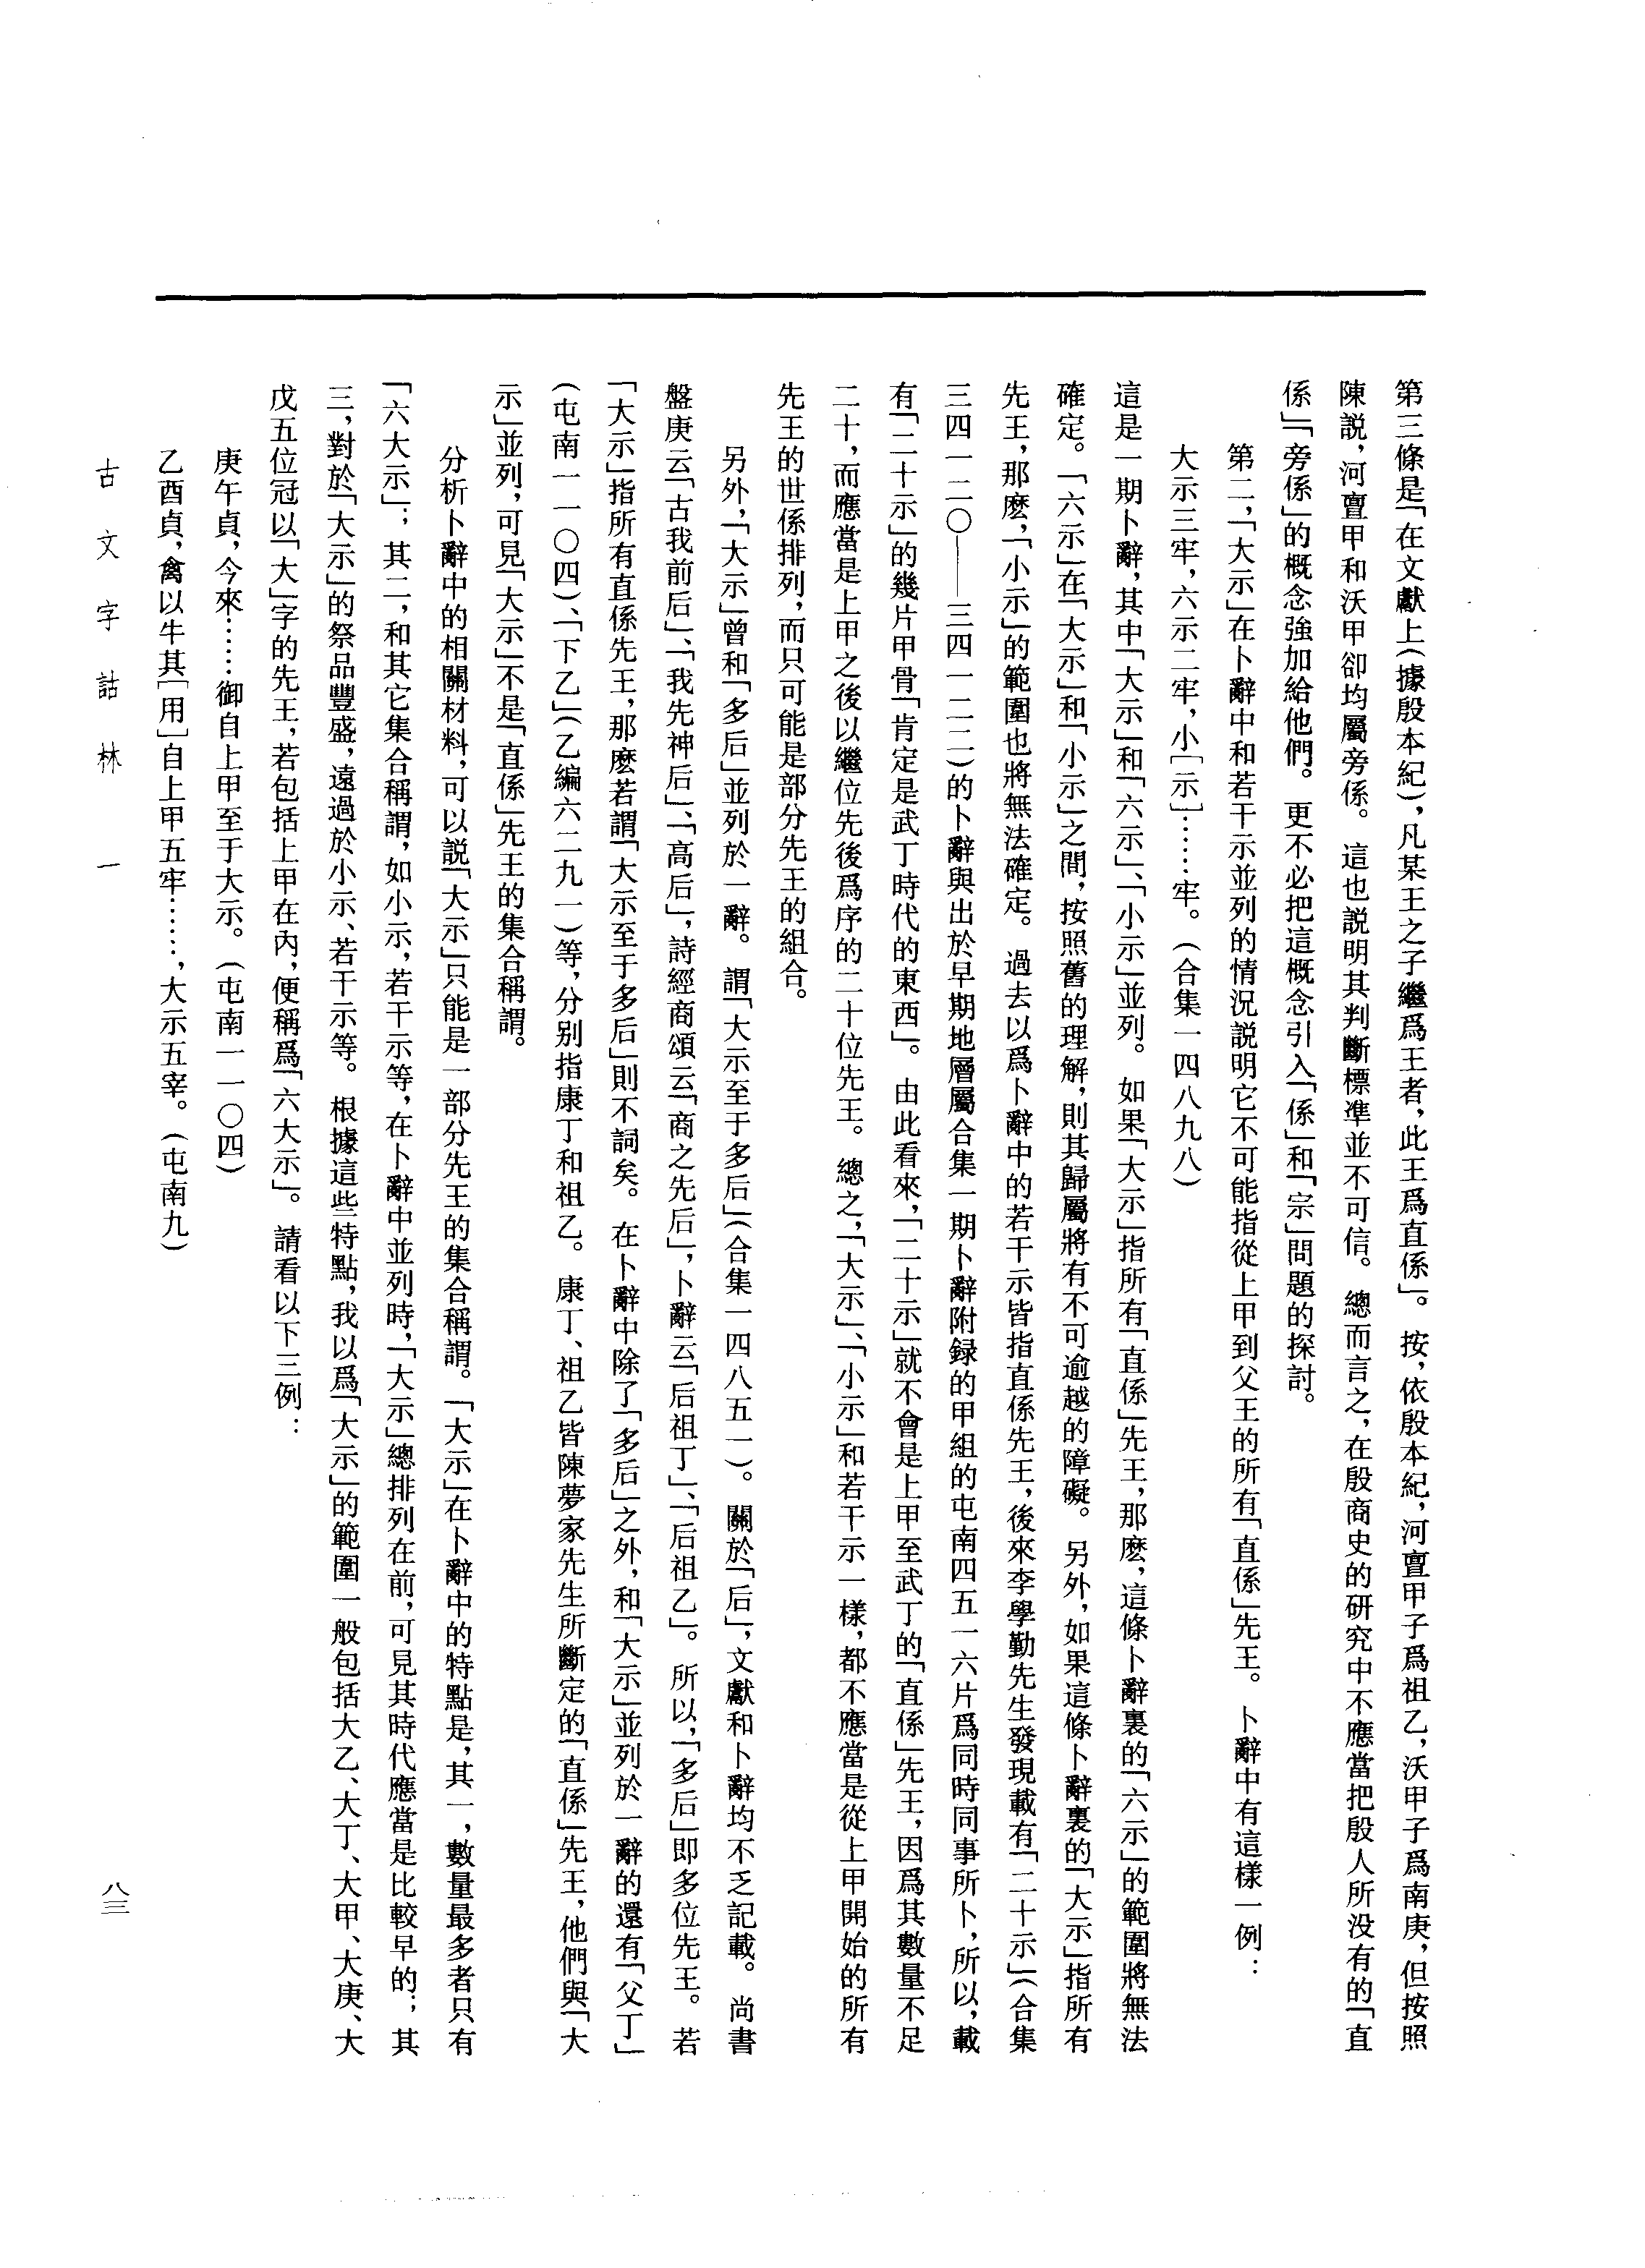 第三條是「在文獻上（據殷本紀），凡某王之子繼爲王者，此王爲直係」。按，依殷本紀，河亶甲子爲祖乙，沃甲子爲南庚，但按照
陳説，河亶甲和沃甲卻均屬旁係。這也説明其判斷標準並不可信。總而言之，在殷商史的研究中不應當把殷人所没有的「直
係」「旁係」的概念強加給他們。更不必把這概念引入「係」和「宗」問題的探討。
第二，「大示」在卜辭中和若干示並列的情況説明它不可能指從上甲到父王的所有「直係」先王。卜辭中有這樣一例：
大示三牢，六示二牢，小［示］……牢。（合集一四八九八）
這是一期卜辭，其中「大示」和「六示」、「小示」並列。如果「大示」指所有「直係」先王，那麽，這條卜辭裏的「六示」的範圍將無法
確定。「六示」在「大示」和「小示」之間，按照舊的理解，則其歸屬將有不可逾越的障礙。另外，如果這條卜辭裏的「大示」指所有
先王，那麽，「小示」的範圍也將無法確定。過去以爲卜辭中的若干示皆指直係先王，後來李學勤先生發現載有「二十示」（合集
三四一二〇——三四一二二）的卜辭與出於早期地層屬合集一期卜辭附録的甲組的屯南四五一六片爲同時同事所卜，所以，載
有「二十示」的幾片甲骨「肯定是武丁時代的東西」。由此看來，「二十示」就不會是上甲至武丁的「直係」先王，因爲其數量不足
二十，而應當是上甲之後以繼位先後爲序的二十位先王。總之，「大示」、「小示」和若干示一樣，都不應當是從上甲開始的所有
先王的世係排列，而只可能是部分先王的組合。
另外，「大示」曾和「多后」並列於一辭。謂「大示至于多后」（合集一四八五一）。關於「后」，文獻和卜辭均不乏記載。尚書
盤庚云「古我前后」、「我先神后」、「高后」，詩經商頌云「商之先后」，卜辭云「后祖丁」、「后祖乙」。所以，「多后」即多位先王。若
「大示」指所有直係先王，那麽若謂「大示至于多后」則不詞矣。在卜辭中除了「多后」之外，和「大示」並列於一辭的還有「父丁」
（屯南一一〇四）、「下乙」（乙編六二九一）等，分别指康丁和祖乙。康丁、祖乙皆陳夢家先生所斷定的「直係」先王，他們與「大
示」並列，可見「大示」不是「直係」先王的集合稱謂。
分析卜辭中的相關材料，可以説「大示」只能是一部分先王的集合稱謂。「大示」在卜辭中的特點是，其一，數量最多者只有
「六大示」；其二，和其它集合稱謂，如小示，若干示等，在卜辭中並列時，「大示」總排列在前，可見其時代應當是比較早的；其
三，對於「大示」的祭品豐盛，遠過於小示、若干示等。根據這些特點，我以爲「大示」的範圍一般包括大乙、大丁、大甲、大庚、大
戊五位冠以「大」字的先王，若包括上甲在内，便稱爲「六大示」。請看以下三例：
庚午貞，今來……御自上甲至于大示。（屯南一一〇四）
乙酉貞，禽以牛其［用］自上甲五牢……，大示五宰。（屯南九）
古文字詁林 一
八三